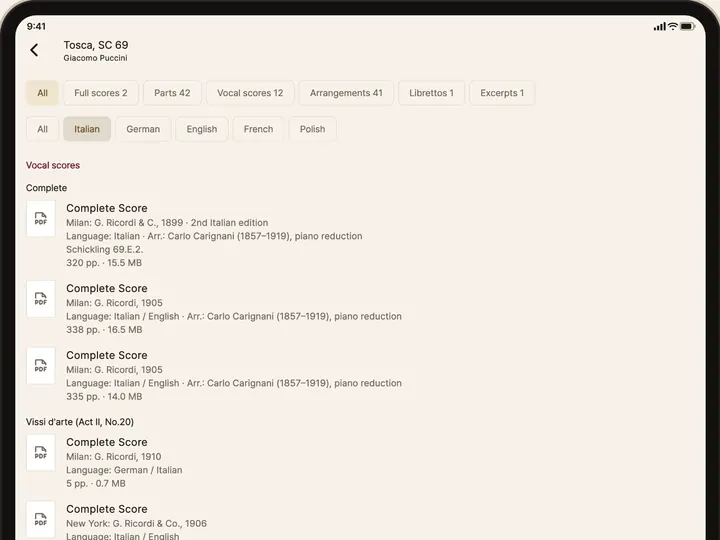 9:41
Tosca, SC 69
Giacomo Puccini
All Full scores 2 Parts 42 Vocal scores 12 Arrangements 41 Librettos 1 Excerpts 1
All Italian German English French Polish
Vocal scores
Complete
Complete Score
Milan: G. Ricordi & C., 1899 · 2nd Italian edition
Language: Italian · Arr.: Carlo Carignani (1857–1919), piano reduction
Schickling 69.E.2.
320 pp. · 15.5 MB
PDF
Complete Score
Milan: G. Ricordi, 1905
Language: Italian / English · Arr.: Carlo Carignani (1857–1919), piano reduction
338 pp. · 16.5 MB
PDF
Complete Score
Milan: G. Ricordi, 1905
Language: Italian / English · Arr.: Carlo Carignani (1857–1919), piano reduction
335 pp. · 14.0 MB
PDF
Vissi d'arte (Act II, No.20)
Complete Score
Milan: G. Ricordi, 1910
Language: German / Italian
5 pp. · 0.7 MB
PDF
Complete Score
New York: G. Ricordi & Co., 1906
Language: Italian / English
PDF